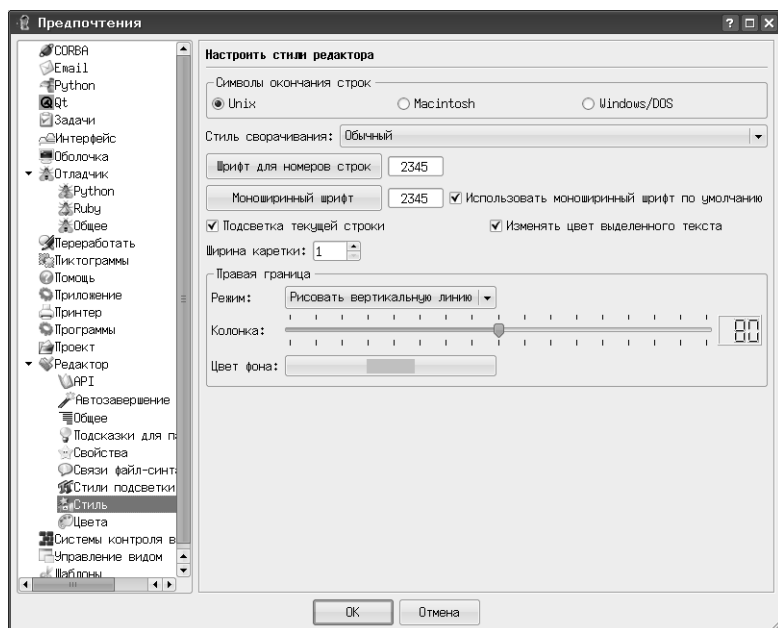 Предпочтения
CORBA
Email
Python
Qt
Задачи
Интерфейс
Оболочка
Отладчик
Python
Ruby
Общее
Переработать
Пиктограммы
Помощь
Приложение
Принтер
Программы
Проект
Редактор
API
Автозавершение
Общее
Подсказки для па
Свойства
Связи файл-синта
Стили подсветки
Стиль
Цвета
Системы контроля в
Управление видом
Шаблоны
Настроить стили редактора
Символы окончания строк
Unix Macintosh Windows/DOS
Стиль сворачивания: Обычный
Шрифт для номеров строк 2345
Моноширинный шрифт 2345 Использовать моноширинный шрифт по умолчанию
Подсветка текущей строки Изменять цвет выделенного текста
Ширина каретки: 1
Правая граница
Режим: Рисовать вертикальную линию
Колонка: 80
Цвет фона:
OK Отмена